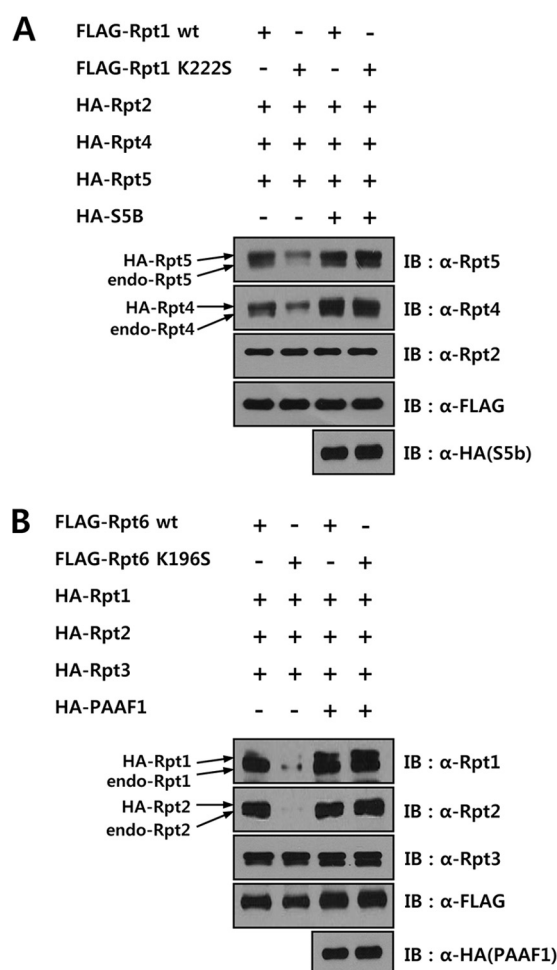 A
FLAG-Rpt1 wt + - + -
FLAG-Rpt1 K222S - + - +
HA-Rpt2 + + + +
HA-Rpt4 + + + +
HA-Rpt5 + + + +
HA-S5B - - + +
HA-Rpt5
endo-Rpt5
IB : α-Rpt5
HA-Rpt4
endo-Rpt4
IB : α-Rpt4
IB : α-Rpt2
IB : α-FLAG
IB : α-HA(S5b)
B
FLAG-Rpt6 wt + - + -
FLAG-Rpt6 K196S - + - +
HA-Rpt1 + + + +
HA-Rpt2 + + + +
HA-Rpt3 + + + +
HA-PAAF1 - - + +
HA-Rpt1
endo-Rpt1
IB : α-Rpt1
HA-Rpt2
endo-Rpt2
IB : α-Rpt2
IB : α-Rpt3
IB : α-FLAG
IB : α-HA(PAAF1)